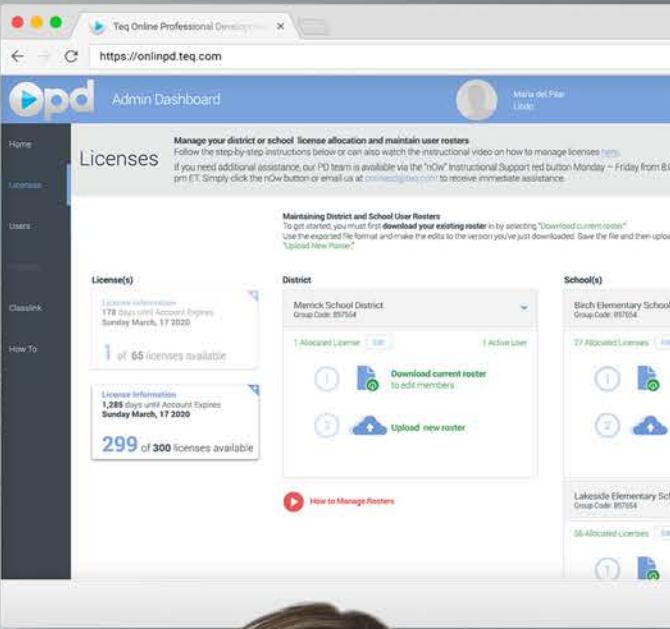 Teq Online Professional
https://onlinpd.teq.com
opd Admin Dashboard
Maria del Pilar
Lindo
Home
Licenses
Users
Classlink
How To
Licenses
Manage your district or school license allocation and maintain user rosters
Follow the step-by-step instructions below or can also watch the instructional video on how to manage licenses here.
If you need additional assistance, our PD team is available via the "nOw" Instructional Support red button Monday – Friday from 8:0
pm ET. Simply click the nOw button or email us at onlinepd@teq.com to receive immediate assistance.
Maintaining District and School User Rosters
To get started, you must first download your existing roster in by selecting "Download current roster."
Use the exported file format and make the edits to the version you've just downloaded. Save the file and then uploa
"Upload New Roster."
License(s)
License Information
178 days until Account Expires
Sunday March, 17 2020
1 of 65 licenses available
License Information
1,285 days until Account Expires
Sunday March, 17 2020
299 of 300 licenses available
District
Merrick School District
Group Code: 897654
1 Allocated License Edit 1 Active User
1 Download current roster
to edit members
2 Upload new roster
How to Manage Rosters
School(s)
Birch Elementary School
Group Code: 897654
27 Allocated Licenses
1
2
Lakeside Elementary Sc
Group Code: 897654
56 Allocated Licenses
1